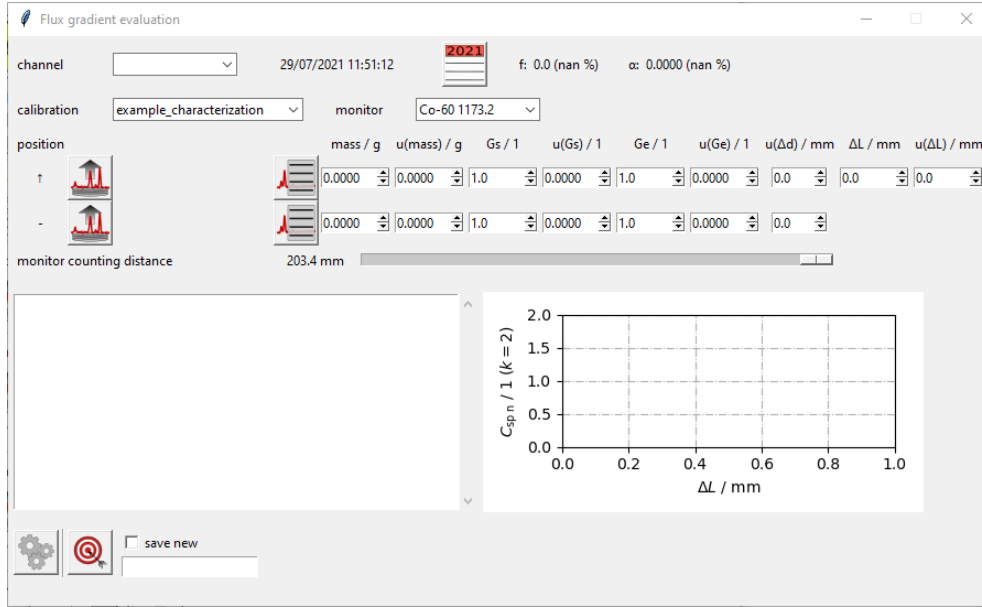 Flux gradient evaluation
channel 29/07/2021 11:51:12 2021 f: 0.0 (nan %) α: 0.0000 (nan %)
calibration example_characterization monitor Co-60 1173.2
position mass / g u(mass) / g Gs / 1 u(Gs) / 1 Ge / 1 u(Ge) / 1 u(Δd) / mm ΔL / mm u(ΔL) / mm
↑ 0.0000 0.0000 1.0 0.0000 1.0 0.0000 0.0 0.0 0.0
- 0.0000 0.0000 1.0 0.0000 1.0 0.0000 0.0
monitor counting distance 203.4 mm
2.0
1.5
1.0
0.5
0.0
C sp n / 1 (k = 2)
0.0 0.2 0.4 0.6 0.8 1.0
ΔL / mm
save new